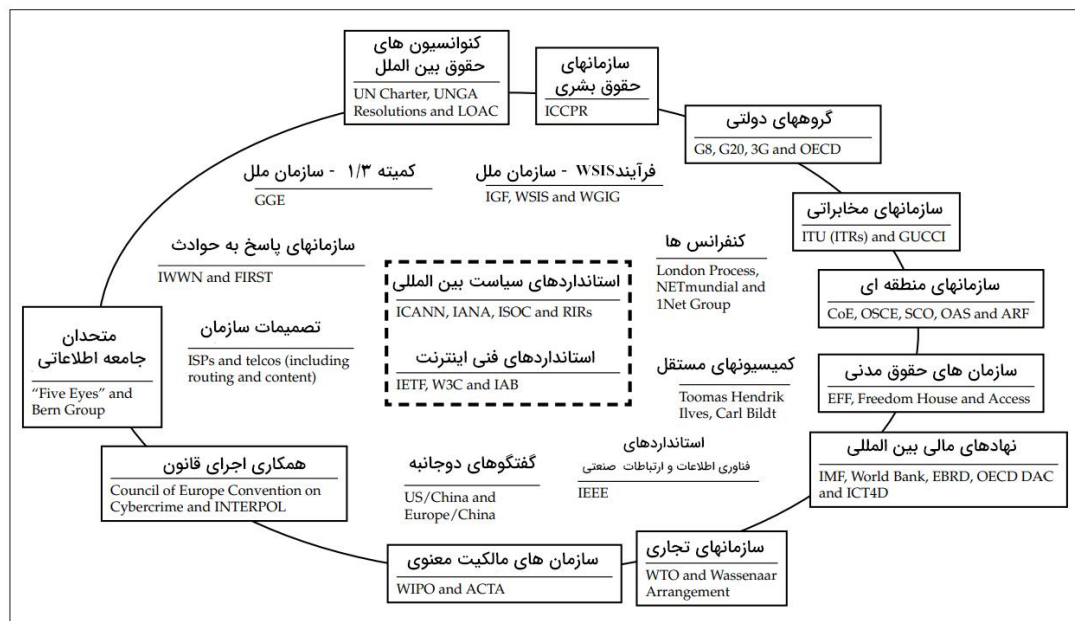 کنوانسیون های
حقوق بین الملل
UN Charter, UNGA
Resolutions and LOAC
سازمانهای
حقوق بشری
ICCPR
گروههای دولتی
G8, G20, 3G and OECD
کمیته ۱/۳ - سازمان ملل
GGE
فرآیندWSIS - سازمان ملل
IGF, WSIS and WGIG
سازمانهای مخابراتی
ITU (ITRs) and GUCCI
سازمانهای پاسخ به حوادث
IWWN and FIRST
کنفرانس ها
London Process,
NETmundial and
1Net Group
استانداردهای سیاست بین المللی
ICANN, IANA, ISOC and RIRs
سازمانهای منطقه ای
CoE, OSCE, SCO, OAS and ARF
متحدان
جامعه اطلاعاتی
“Five Eyes” and
Bern Group
تصمیمات سازمان
ISPs and telcos (including
routing and content)
استانداردهای فنی اینترنت
IETF, W3C and IAB
کمیسیونهای مستقل
Toomas Hendrik
Ilves, Carl Bildt
سازمان های حقوق مدنی
EFF, Freedom House and Access
همکاری اجرای قانون
Council of Europe Convention on
Cybercrime and INTERPOL
گفتگوهای دوجانبه
US/China and
Europe/China
استانداردهای
فناوری اطلاعات و ارتباطات صنعتی
IEEE
نهادهای مالی بین المللی
IMF, World Bank, EBRD, OECD DAC
and ICT4D
سازمان های مالکیت معنوی
WIPO and ACTA
سازمانهای تجاری
WTO and Wassenaar
Arrangement